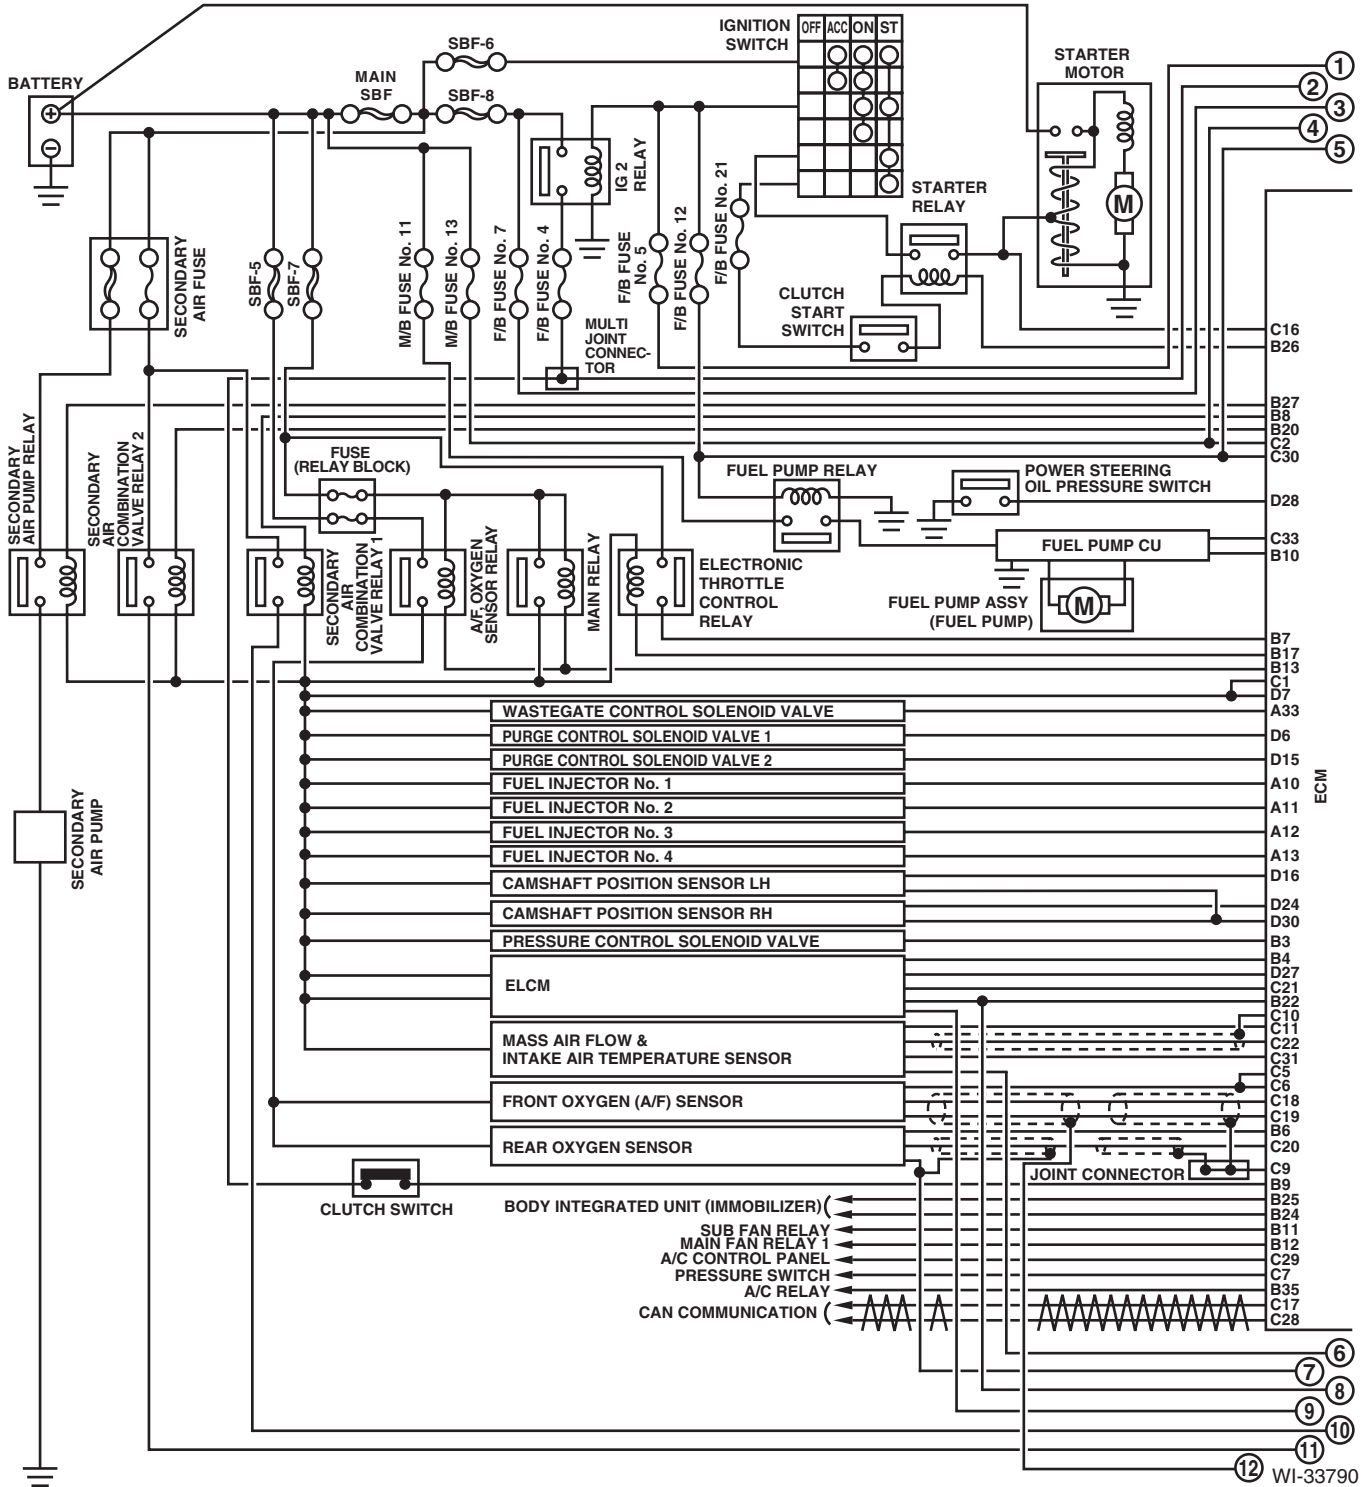 IGNITION
SWITCH
OFF ACC ON ST
SBF-6
STARTER
MOTOR
BATTERY
MAIN
SBF
SBF-8
1
2
3
4
5
IG 2
RELAY
STARTER
RELAY
M
SECONDARY
AIR FUSE
SBF-5
SBF-7
M/B FUSE No. 11
M/B FUSE No. 13
F/B FUSE No. 7
F/B FUSE No. 4
F/B FUSE
No. 5
F/B FUSE No. 12
F/B FUSE No. 21
CLUTCH
START
SWITCH
MULTI
JOINT
CONNEC-
TOR
C16
B26
B27
B8
B20
C2
C30
SECONDARY
AIR PUMP RELAY
SECONDARY
AIR
COMBINATION
VALVE RELAY 2
FUSE
(RELAY BLOCK)
FUEL PUMP RELAY
POWER STEERING
OIL PRESSURE SWITCH
D28
C33
B10
FUEL PUMP CU
SECONDARY
AIR
COMBINATION
VALVE RELAY 1
A/F, OXYGEN
SENSOR RELAY
MAIN RELAY
ELECTRONIC
THROTTLE
CONTROL
RELAY
FUEL PUMP ASSY
(FUEL PUMP)
M
B7
B17
B13
C1
D7
WASTEGATE CONTROL SOLENOID VALVE
A33
PURGE CONTROL SOLENOID VALVE 1
D6
PURGE CONTROL SOLENOID VALVE 2
D15
FUEL INJECTOR No. 1
A10
FUEL INJECTOR No. 2
A11
FUEL INJECTOR No. 3
A12
FUEL INJECTOR No. 4
A13
ECM
SECONDARY
AIR PUMP
CAMSHAFT POSITION SENSOR LH
D16
CAMSHAFT POSITION SENSOR RH
D24
D30
PRESSURE CONTROL SOLENOID VALVE
B3
ELCM
B4
D27
C21
B22
C10
MASS AIR FLOW &
INTAKE AIR TEMPERATURE SENSOR
C11
C22
C31
C5
FRONT OXYGEN (A/F) SENSOR
C6
C18
C19
REAR OXYGEN SENSOR
B6
C20
JOINT CONNECTOR
C9
CLUTCH SWITCH
B9
BODY INTEGRATED UNIT (IMMOBILIZER)
B25
B24
SUB FAN RELAY
B11
MAIN FAN RELAY 1
B12
A/C CONTROL PANEL
C29
PRESSURE SWITCH
C7
A/C RELAY
B35
CAN COMMUNICATION
C17
C28
6
7
8
9
10
11
12
WI-33790